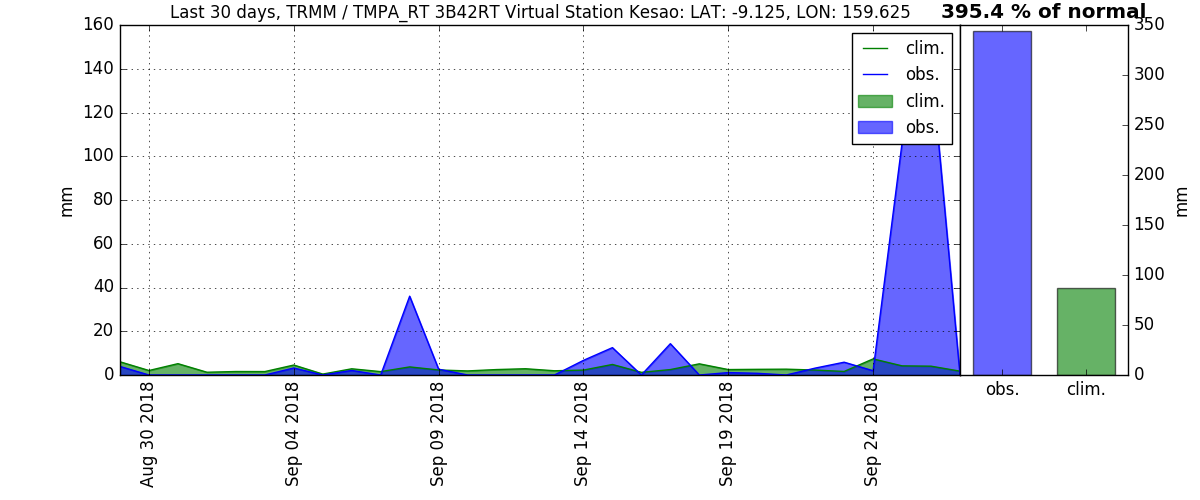 Last 30 days, TRMM / TMPA_RT 3B42RT Virtual Station Kesao: LAT: -9.125, LON: 159.625
395.4 % of normal
160
140
120
100
80
60
40
20
0
mm
clim.
obs.
clim.
obs.
Aug 30 2018
Sep 04 2018
Sep 09 2018
Sep 14 2018
Sep 19 2018
Sep 24 2018
350
300
250
200
150
100
50
0
mm
obs.
clim.